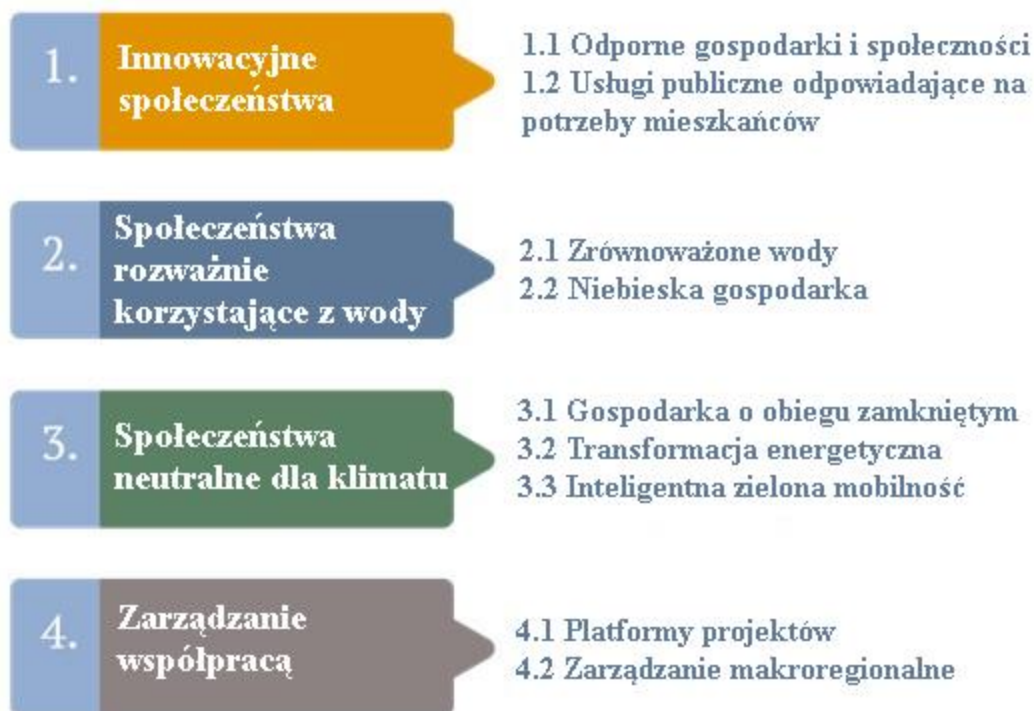 1.
Innowacyjne
społeczeństwa
1.1 Odporne gospodarki i społeczności
1.2 Usługi publiczne odpowiadające na
potrzeby mieszkańców
2.
Społeczeństwa
rozważnie
korzystające z wody
2.1 Zrównoważone wody
2.2 Niebieska gospodarka
3.
Społeczeństwa
neutralne dla klimatu
3.1 Gospodarka o obiegu zamkniętym
3.2 Transformacja energetyczna
3.3 Inteligentna zielona mobilność
4.
Zarządzanie
współpracą
4.1 Platformy projektów
4.2 Zarządzanie makroregionalne